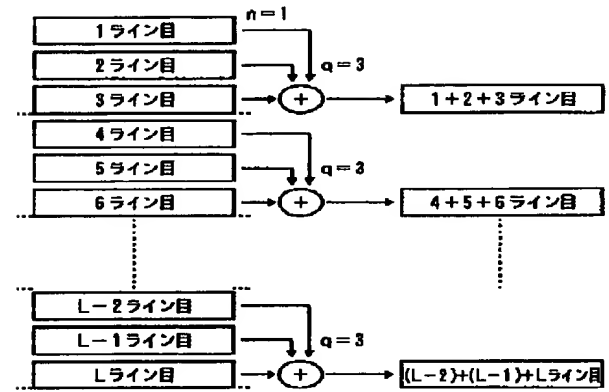 n=1
1ライン目
2ライン目
q=3
3ライン目
+
1+2+3ライン目
4ライン目
5ライン目
q=3
6ライン目
+
4+5+6ライン目
L-2ライン目
L-1ライン目
q=3
Lライン目
+
(L-2)+(L-1)+Lライン目